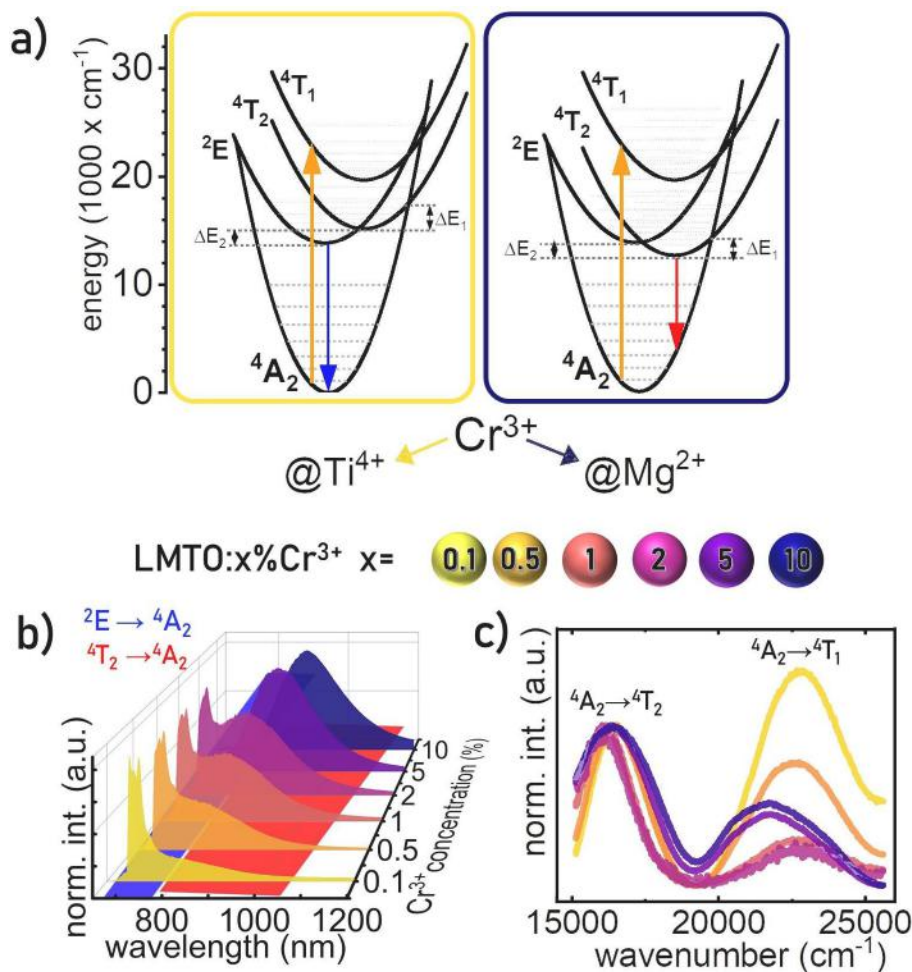 a)
energy (1000 x cm⁻¹)
30
20
10
0
⁴T₁
⁴T₂
²E
ΔE₂
ΔE₁
⁴A₂
⁴T₁
⁴T₂
²E
ΔE₂
ΔE₁
⁴A₂
Cr³⁺
@Ti⁴⁺ @Mg²⁺
LMTO:x%Cr³⁺ x= 0.1 0.5 1 2 5 10
b)
²E → ⁴A₂
⁴T₂ → ⁴A₂
norm. int. (a.u.)
800 1000 1200
wavelength (nm)
10
5
2
1
0.5
0.1
Cr³⁺ concentration (%)
c)
⁴A₂→⁴T₂
⁴A₂→⁴T₁
norm. int. (a.u.)
15000 20000 25000
wavenumber (cm⁻¹)